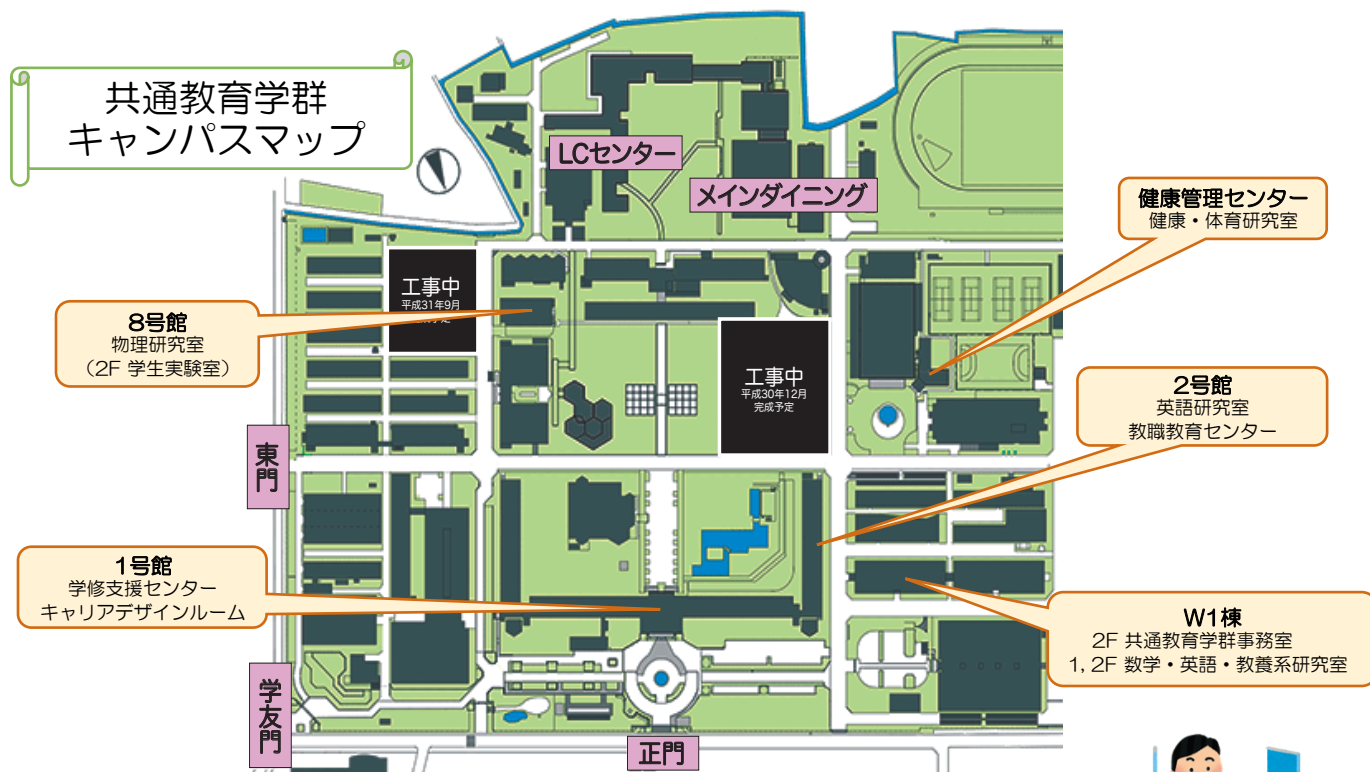 共通教育学群
キャンパスマップ
LCセンター
メインダイニング
健康管理センター
健康・体育研究室
工事中
平成31年9月
8号館
物理研究室
（2F 学生実験室）
工事中
平成30年12月
完成予定
2号館
英語研究室
教職教育センター
東門
1号館
学修支援センター
キャリアデザインルーム
W1棟
2F 共通教育学群事務室
1, 2F 数学・英語・教養系研究室
学友門
正門